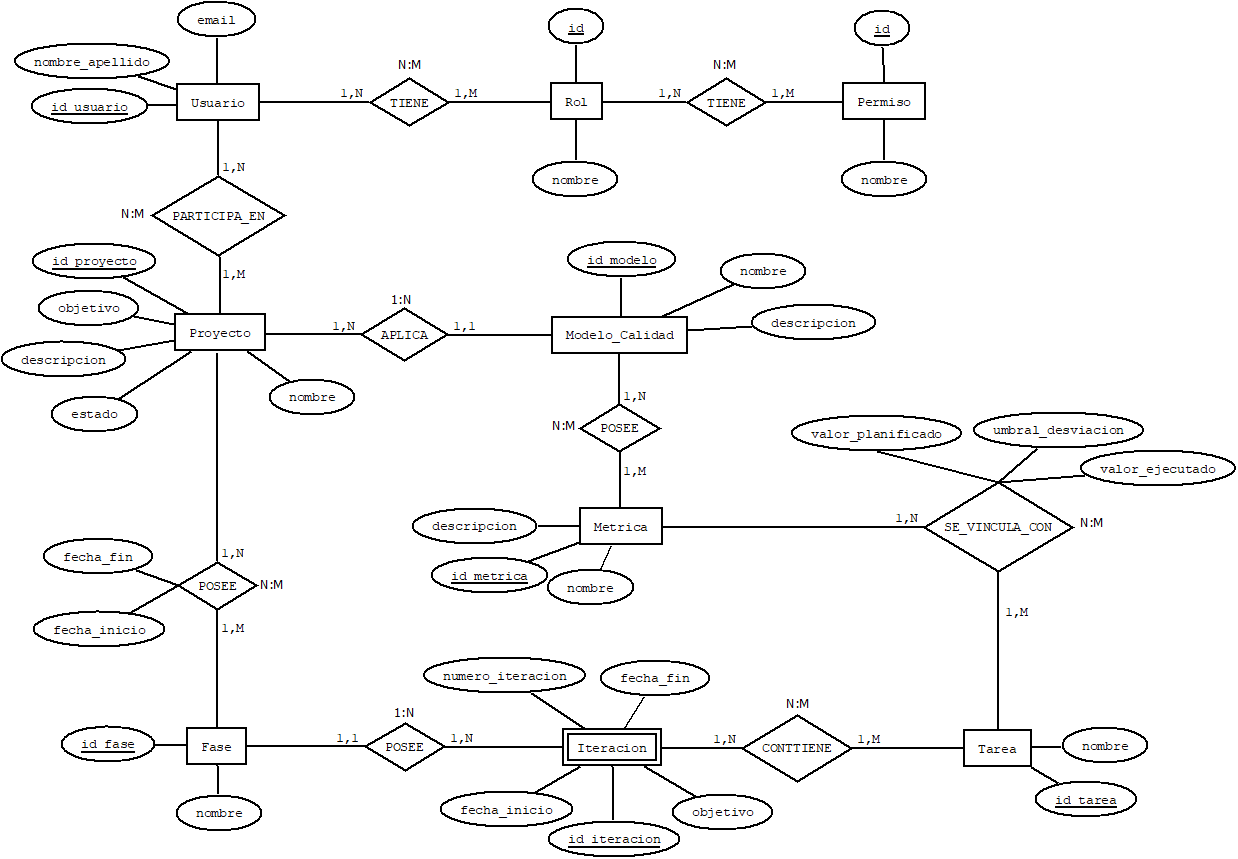 email
id
id
nombre_apellido
N:M
N:M
id_usuario
Usuario
1,N
TIENE
1,M
Rol
1,N
TIENE
1,M
Permiso
nombre
nombre
1,N
N:M
PARTICIPA_EN
1,M
id_proyecto
id_modelo
nombre
objetivo
1:N
descripcion
Proyecto
1,N
APLICA
1,1
Modelo_Calidad
descripcion
nombre
estado
1,N
N:M
POSEE
1,M
valor_planificado
umbral_desviacion
valor_ejecutado
descripcion
Metrica
1,N
SE_VINCULA_CON
N:M
id_metrica
nombre
1,M
fecha_fin
1,N
POSEE
N:M
fecha_inicio
1,M
numero_iteracion
fecha_fin
1:N
N:M
id_fase
Fase
1,1
POSEE
1,N
Iteracion
1,N
CONTTIENE
1,M
Tarea
nombre
nombre
fecha_inicio
id_iteracion
objetivo
id_tarea